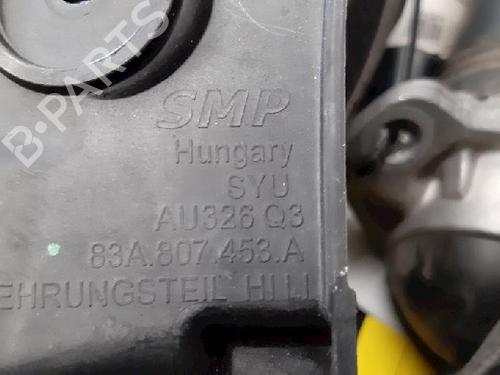 SMP
Hungary
SYU
AU326 Q3
83A.807.453.A
EHRUNGSTEIL HI LI
B-PARTS